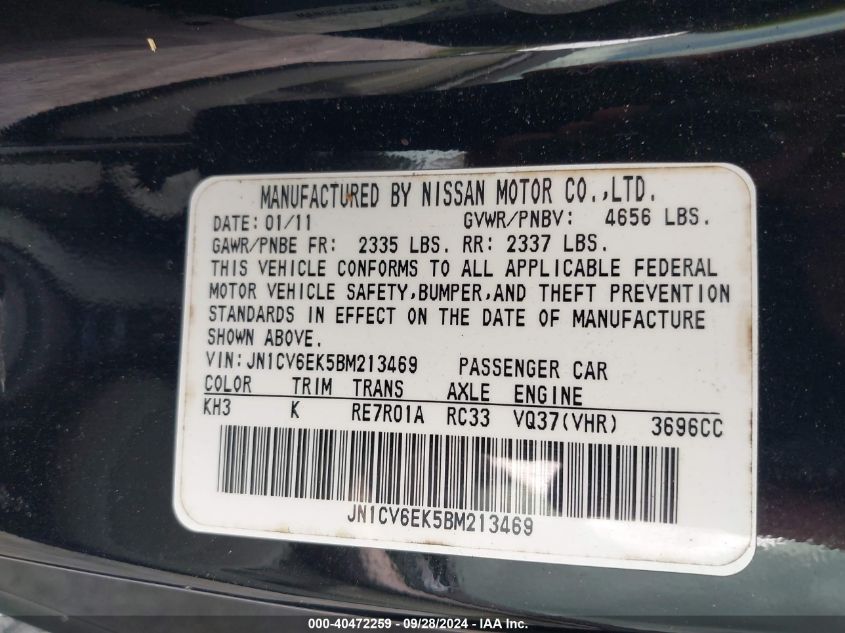 MANUFACTURED BY NISSAN MOTOR CO.,LTD.
DATE: 01/11 GVWR/PNBV: 4656 LBS.
GAWR/PNBE FR: 2335 LBS. RR: 2337 LBS.
THIS VEHICLE CONFORMS TO ALL APPLICABLE FEDERAL
MOTOR VEHICLE SAFETY,BUMPER,AND THEFT PREVENTION
STANDARDS IN EFFECT ON THE DATE OF MANUFACTURE
SHOWN ABOVE.
VIN:JN1CV6EK5BM213469 PASSENGER CAR
COLOR TRIM TRANS AXLE ENGINE
KH3 K RE7R01A RC33 VQ37(VHR) 3696CC
JN1CV6EK5BM213469
000-40472259 - 09/28/2024 - IAA Inc.